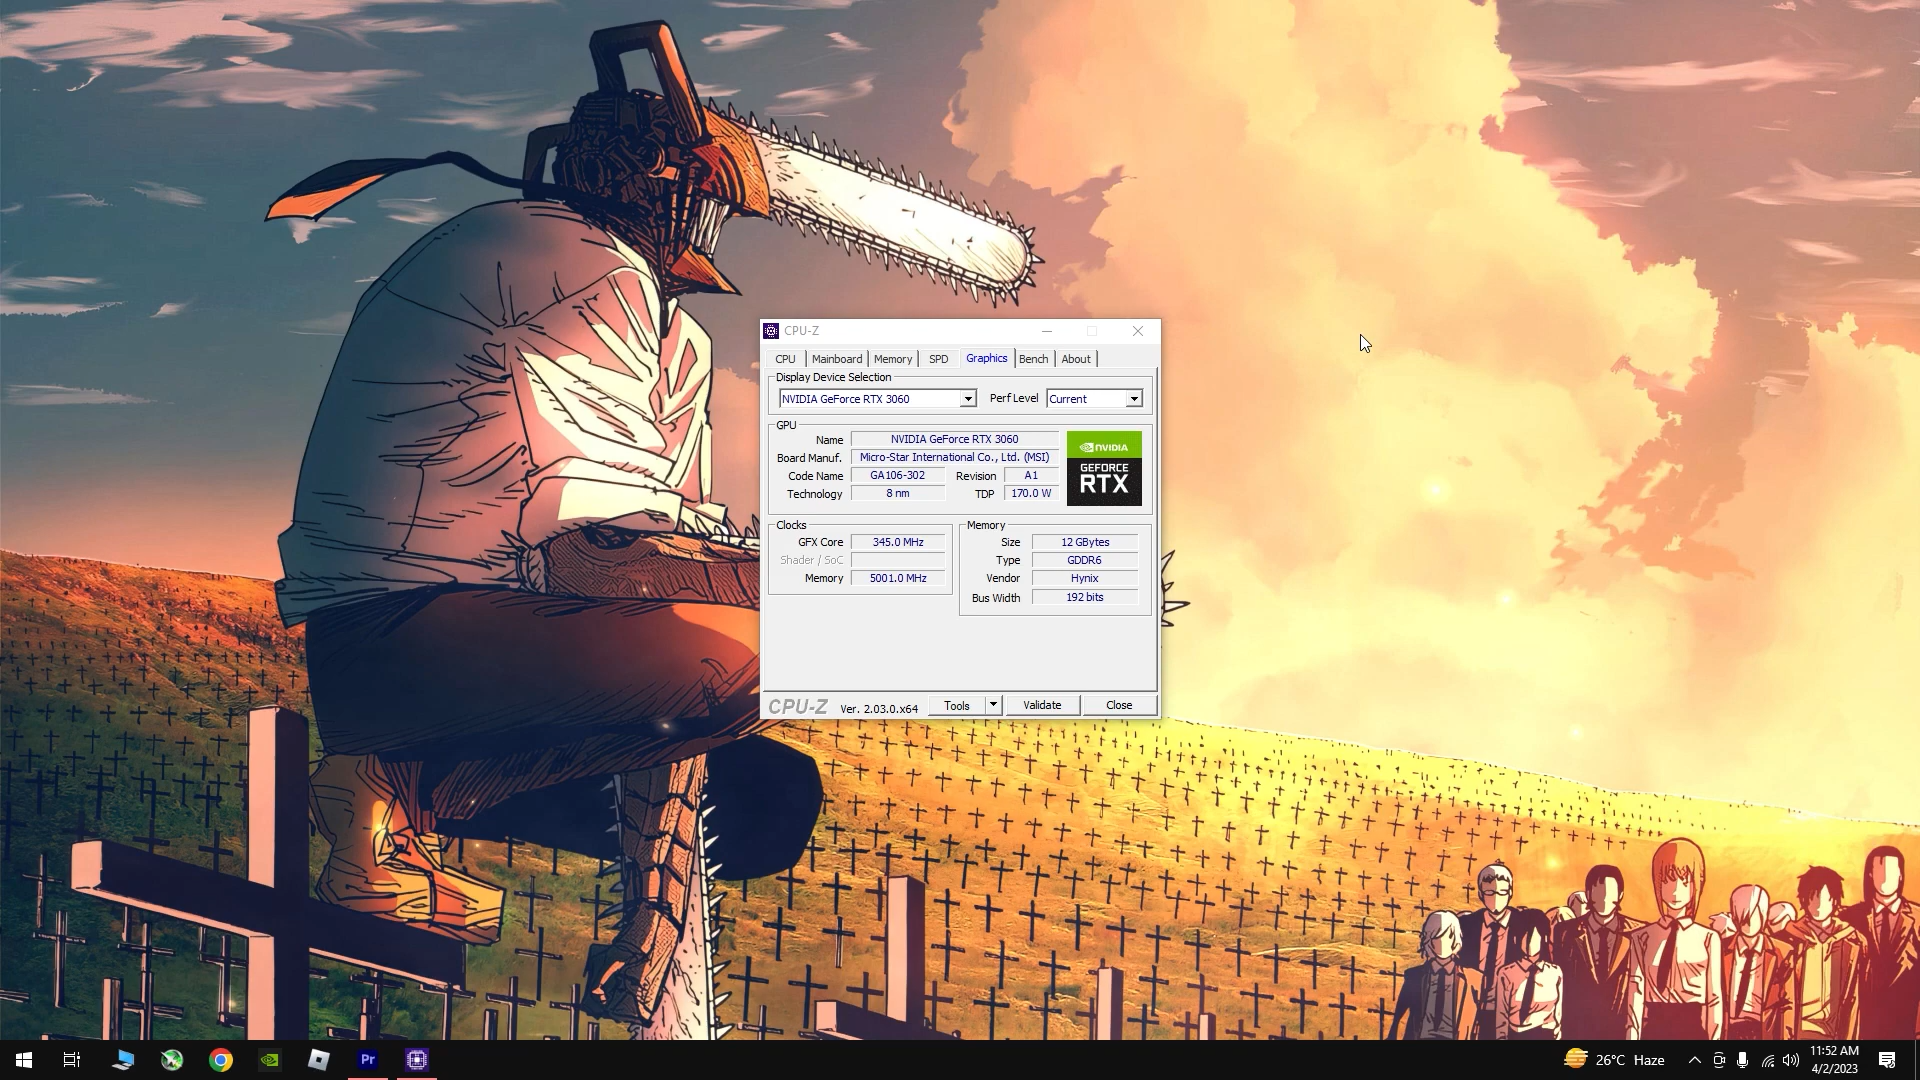 CPU-Z
CPU Mainboard Memory SPD Graphics Bench About
Display Device Selection
NVIDIA GeForce RTX 3060 Perf Level Current
GPU
Name NVIDIA GeForce RTX 3060
Board Manuf. Micro-Star International Co., Ltd. (MSI)
Code Name GA106-302 Revision A1
Technology 8 nm TDP 170.0 W
NVIDIA
GEFORCE
RTX
Clocks
GFX Core 345.0 MHz
Shader / SoC
Memory 5001.0 MHz
Memory
Size 12 GBytes
Type GDDR6
Vendor Hynix
Bus Width 192 bits
CPU-Z Ver. 2.03.0.x64 Tools Validate Close
Pr
26°C Haze
11:52 AM
4/2/2023